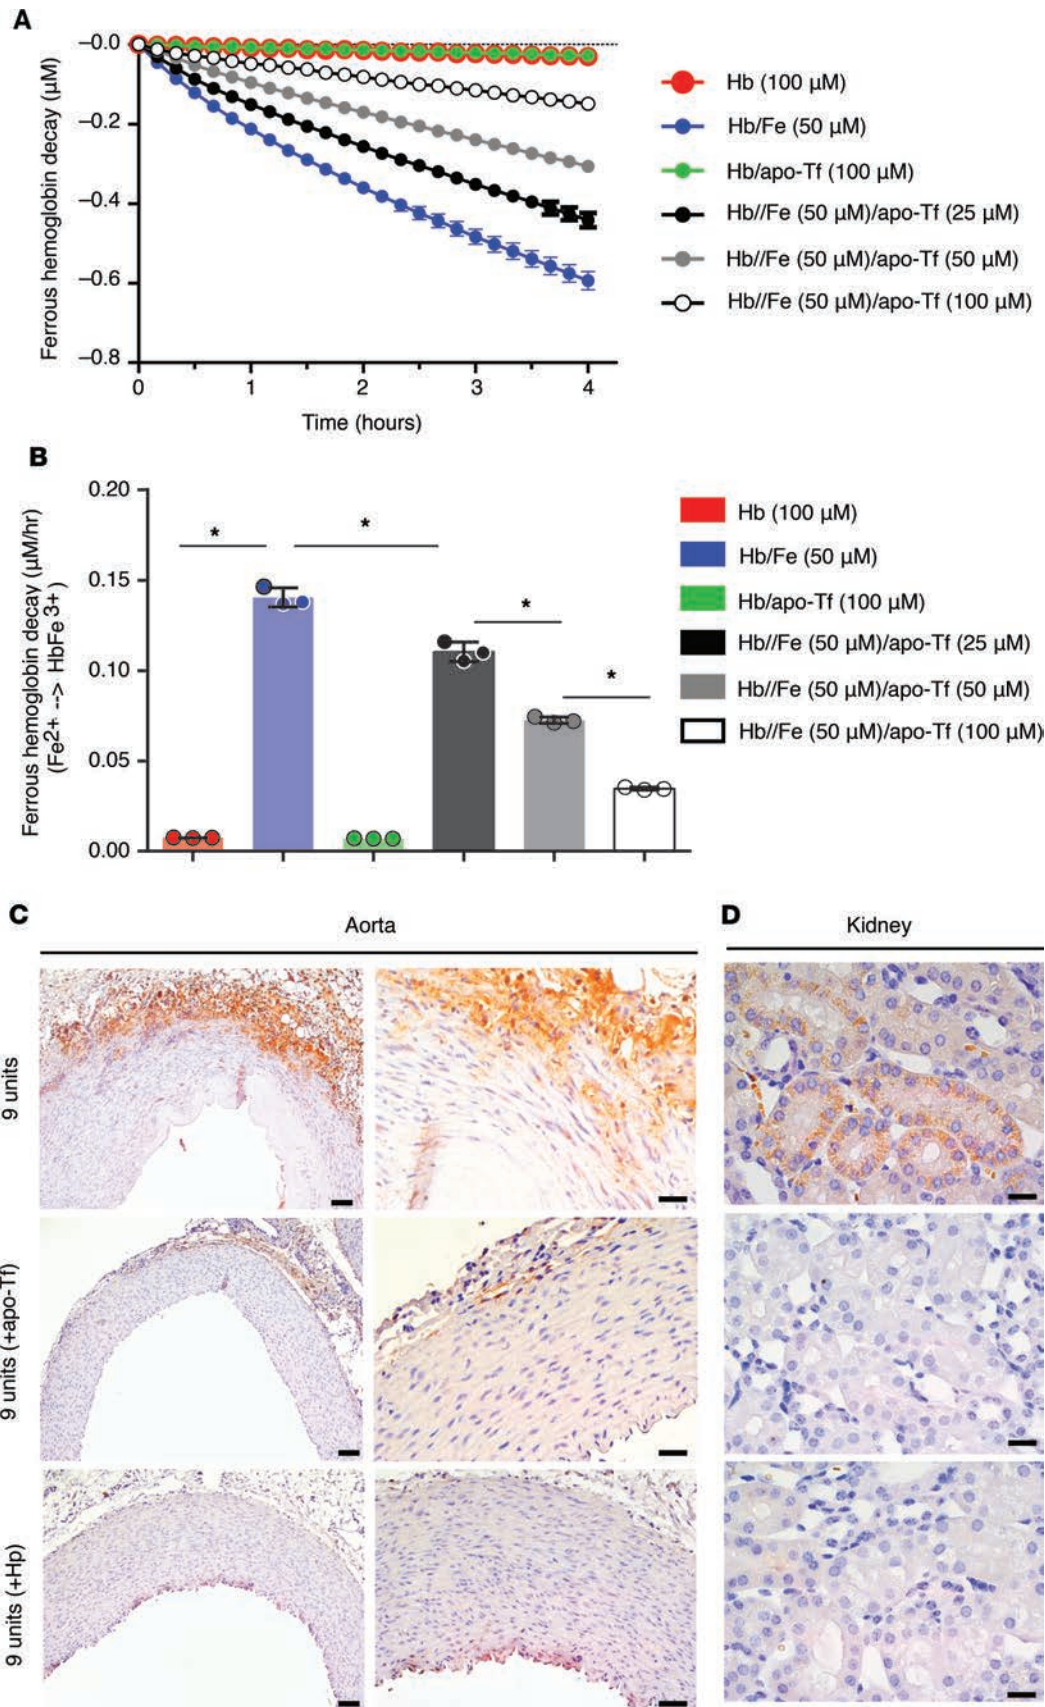 A
–0.0
–0.2
–0.4
–0.6
–0.8
Ferrous hemoglobin decay (µM)
0 1 2 3 4
Time (hours)
Hb (100 µM)
Hb/Fe (50 µM)
Hb/apo-Tf (100 µM)
Hb//Fe (50 µM)/apo-Tf (25 µM)
Hb//Fe (50 µM)/apo-Tf (50 µM)
Hb//Fe (50 µM)/apo-Tf (100 µM)
B
0.20
0.15
0.10
0.05
0.00
Ferrous hemoglobin decay (µM/hr)
(Fe2+ --> HbFe 3+)
*
*
*
*
Hb (100 µM)
Hb/Fe (50 µM)
Hb/apo-Tf (100 µM)
Hb//Fe (50 µM)/apo-Tf (25 µM)
Hb//Fe (50 µM)/apo-Tf (50 µM)
Hb//Fe (50 µM)/apo-Tf (100 µM)
C
Aorta
D
Kidney
9 units
9 units (+apo-Tf)
9 units (+Hp)